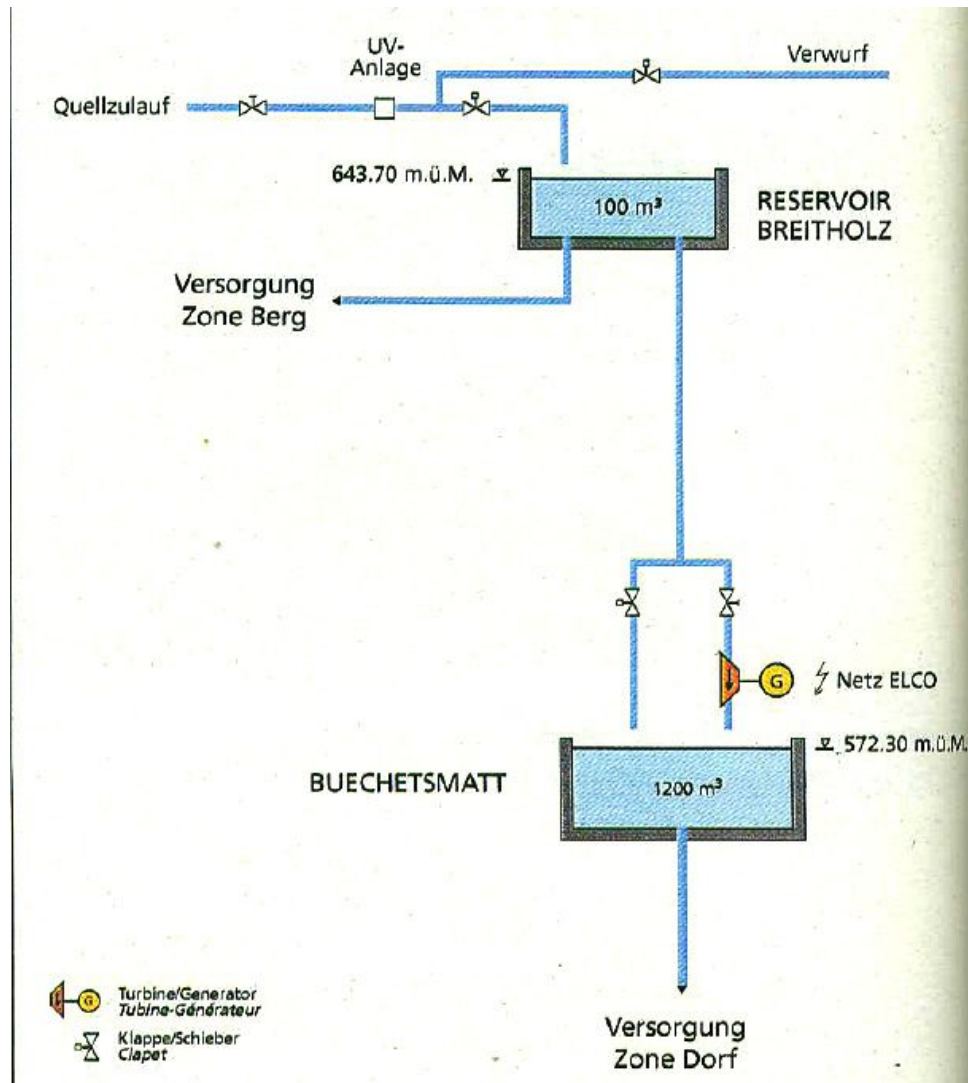 UV-
Anlage
Verwurf
Quellzulauf
643.70 m.ü.M.
100 m³
RESERVOIR
BREITHOLZ
Versorgung
Zone Berg
G
Netz ELCO
572.30 m.ü.M.
BUECHETSMATT
1200 m³
G
Turbine/Generator
Tubine-Générateur
Klappe/Schieber
Clapet
Versorgung
Zone Dorf